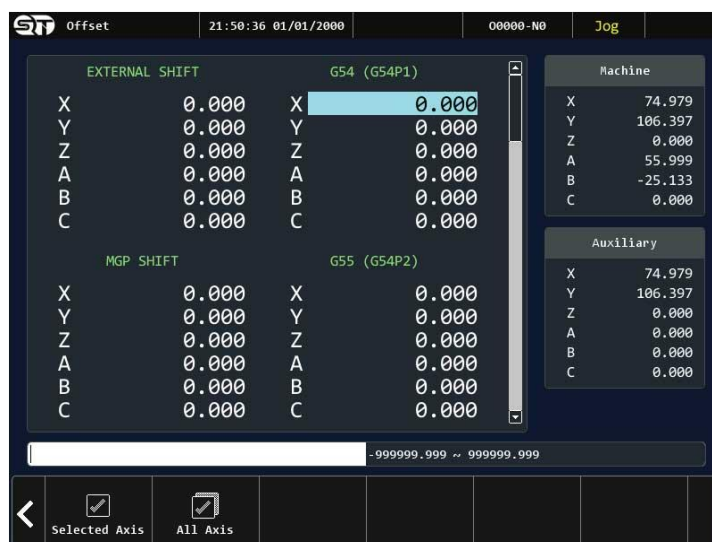 ST Offset 21:50:36 01/01/2000 O0000-N0 Jog
EXTERNAL SHIFT G54 (G54P1)
X 0.000 X 0.000
Y 0.000 Y 0.000
Z 0.000 Z 0.000
A 0.000 A 0.000
B 0.000 B 0.000
C 0.000 C 0.000
MGP SHIFT G55 (G54P2)
X 0.000 X 0.000
Y 0.000 Y 0.000
Z 0.000 Z 0.000
A 0.000 A 0.000
B 0.000 B 0.000
C 0.000 C 0.000
Machine
X 74.979
Y 106.397
Z 0.000
A 55.999
B -25.133
C 0.000
Auxiliary
X 74.979
Y 106.397
Z 0.000
A 0.000
B 0.000
C 0.000
-999999.999 ~ 999999.999
Selected Axis All Axis